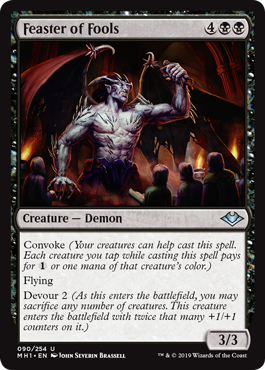 Feaster of Fools 4
Creature — Demon
Convoke (Your creatures can help cast this spell.
Each creature you tap while casting this spell pays
for 1 or one mana of that creature's color.)
Flying
Devour 2 (As this enters the battlefield, you may
sacrifice any number of creatures. This creature
enters the battlefield with twice that many +1/+1
counters on it.)
3/3
090/254 U
MH1 • EN JOHN SEVERIN BRASSELL ™ & © 2019 Wizards of the Coast